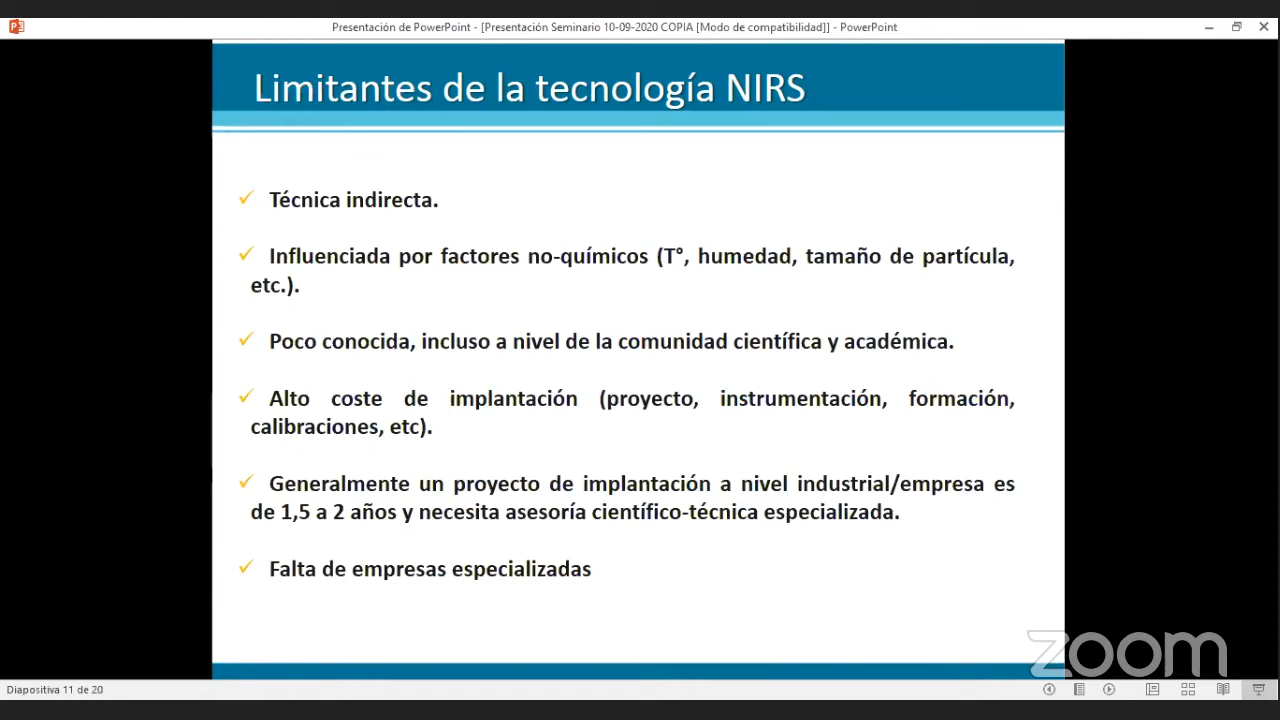 Presentación de PowerPoint - [Presentación Seminario 10-09-2020 COPIA [Modo de compatibilidad]] - PowerPoint
Limitantes de la tecnología NIRS
✓ Técnica indirecta.
✓ Influenciada por factores no-químicos (T°, humedad, tamaño de partícula,
etc.).
✓ Poco conocida, incluso a nivel de la comunidad científica y académica.
✓ Alto coste de implantación (proyecto, instrumentación, formación,
calibraciones, etc).
✓ Generalmente un proyecto de implantación a nivel industrial/empresa es
de 1,5 a 2 años y necesita asesoría científico-técnica especializada.
✓ Falta de empresas especializadas
zoom
Diapositiva 11 de 20